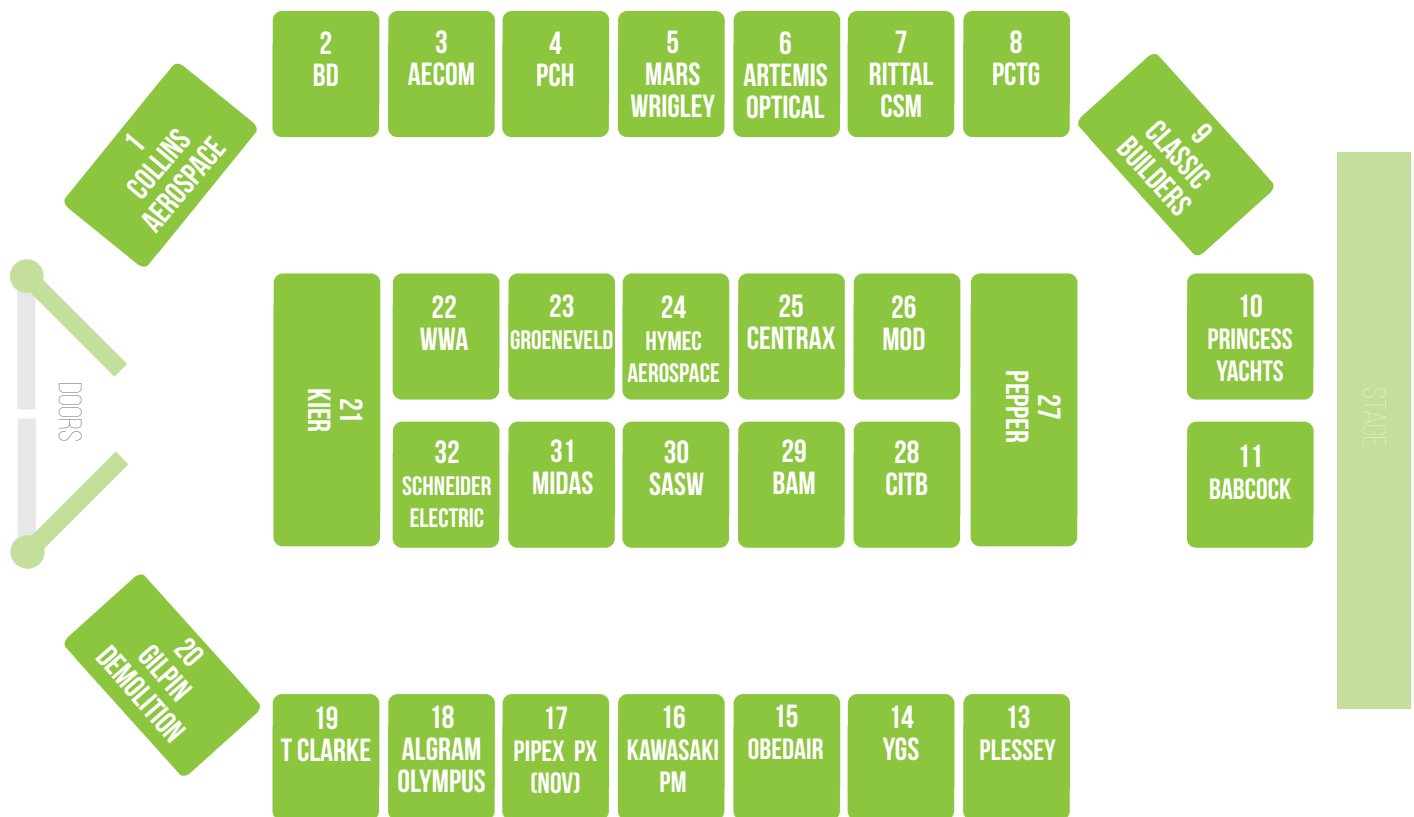 2
BD
3
AECOM
4
PCH
5
MARS
WRIGLEY
6
ARTEMIS
OPTICAL
7
RITTAL
CSM
8
PCTG
1
COLLINS
AEROSPACE
9
CLASSIC
BUILDERS
21
KIER
22
WWA
23
GROENEVELD
24
HYMEC
AEROSPACE
25
CENTRAX
26
MOD
27
PEPPER
10
PRINCESS
YACHTS
DOORS
STAGE
32
SCHNEIDER
ELECTRIC
31
MIDAS
30
SASW
29
BAM
28
CITB
11
BABCOCK
20
GILPIN
DEMOLITION
19
T CLARKE
18
ALGRAM
OLYMPUS
17
PIPEX PX
(NOV)
16
KAWASAKI
PM
15
OBEDAIR
14
YGS
13
PLESSEY